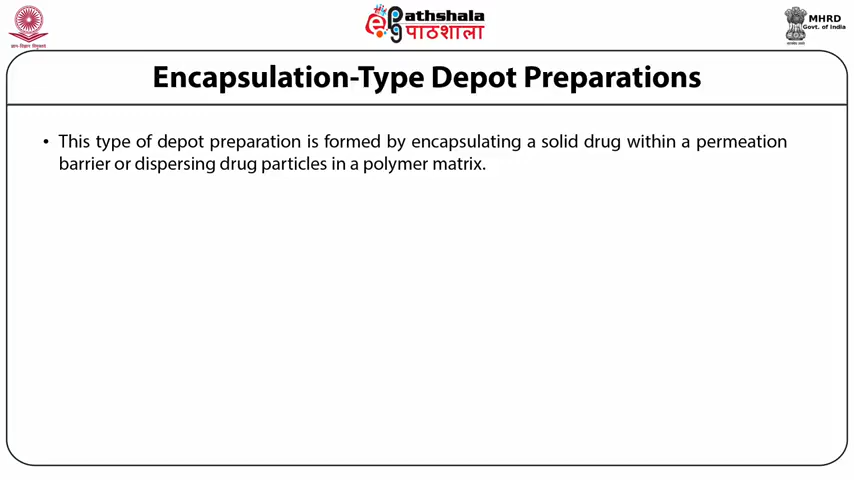 ePathshala
पाठशाला
MHRD
Govt. of India
Encapsulation-Type Depot Preparations
• This type of depot preparation is formed by encapsulating a solid drug within a permeation
barrier or dispersing drug particles in a polymer matrix.